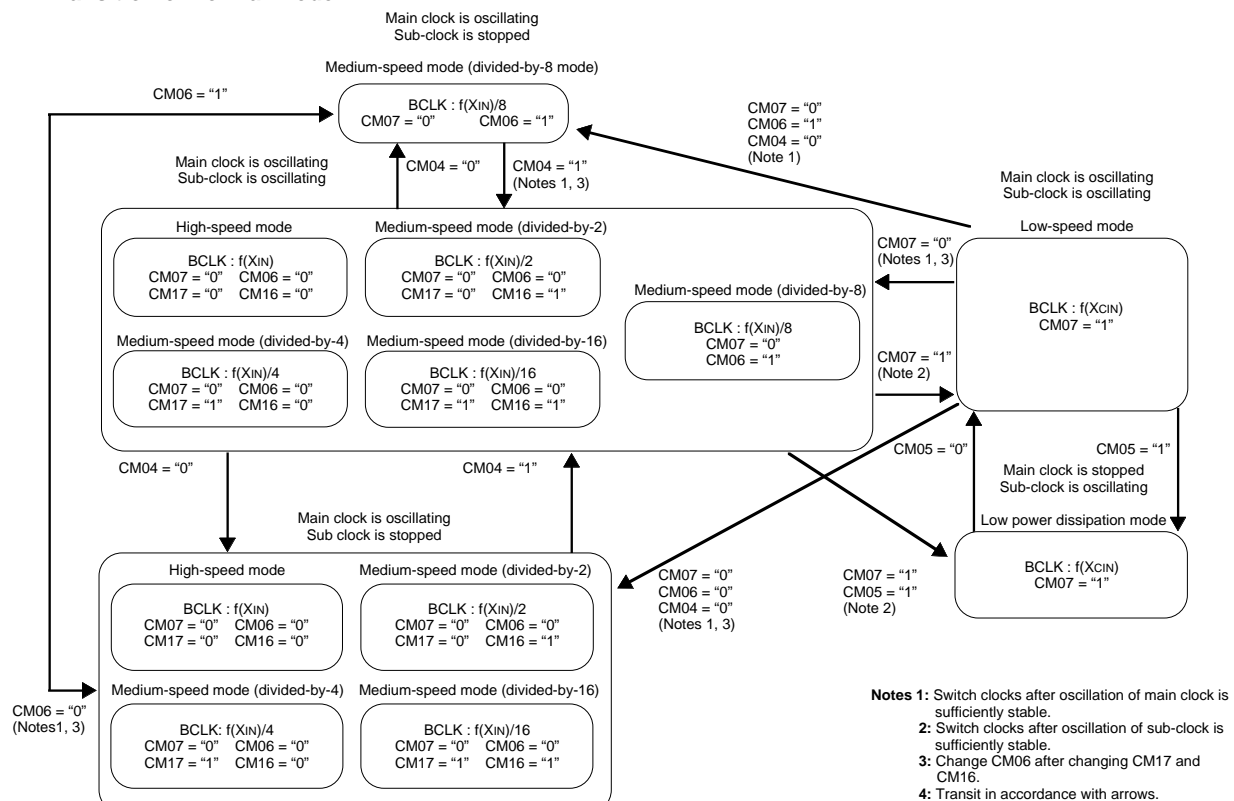 Main clock is oscillating
Sub-clock is stopped
Medium-speed mode (divided-by-8 mode)
CM06 = “1”
BCLK : f(XIN)/8
CM07 = “0” CM06 = “1”
CM07 = “0”
CM06 = “1”
CM04 = “0”
(Note 1)
Main clock is oscillating
Sub-clock is oscillating
CM04 = “0”
CM04 = “1”
(Notes 1, 3)
Main clock is oscillating
Sub-clock is oscillating
High-speed mode
BCLK : f(XIN)
CM07 = “0” CM06 = “0”
CM17 = “0” CM16 = “0”
Medium-speed mode (divided-by-2)
BCLK : f(XIN)/2
CM07 = “0” CM06 = “0”
CM17 = “0” CM16 = “1”
Medium-speed mode (divided-by-8)
BCLK : f(XIN)/8
CM07 = “0”
CM06 = “1”
Medium-speed mode (divided-by-4)
BCLK : f(XIN)/4
CM07 = “0” CM06 = “0”
CM17 = “1” CM16 = “0”
Medium-speed mode (divided-by-16)
BCLK : f(XIN)/16
CM07 = “0” CM06 = “0”
CM17 = “1” CM16 = “1”
CM07 = “0”
(Notes 1, 3)
CM07 = “1”
(Note 2)
Low-speed mode
BCLK : f(XCIN)
CM07 = “1”
CM04 = “0”
CM04 = “1”
CM05 = “0”
CM05 = “1”
Main clock is stopped
Sub-clock is oscillating
Low power dissipation mode
BCLK : f(XCIN)
CM07 = “1”
Main clock is oscillating
Sub clock is stopped
High-speed mode
BCLK : f(XIN)
CM07 = “0” CM06 = “0”
CM17 = “0” CM16 = “0”
Medium-speed mode (divided-by-2)
BCLK : f(XIN)/2
CM07 = “0” CM06 = “0”
CM17 = “0” CM16 = “1”
CM07 = “0”
CM06 = “0”
CM04 = “0”
(Notes 1, 3)
CM07 = “1”
CM05 = “1”
(Note 2)
Medium-speed mode (divided-by-4)
BCLK: f(XIN)/4
CM07 = “0” CM06 = “0”
CM17 = “1” CM16 = “0”
Medium-speed mode (divided-by-16)
BCLK : f(XIN)/16
CM07 = “0” CM06 = “0”
CM17 = “1” CM16 = “1”
CM06 = “0”
(Notes1, 3)
Notes 1: Switch clocks after oscillation of main clock is
sufficiently stable.
2: Switch clocks after oscillation of sub-clock is
sufficiently stable.
3: Change CM06 after changing CM17 and
CM16.
4: Transit in accordance with arrows.